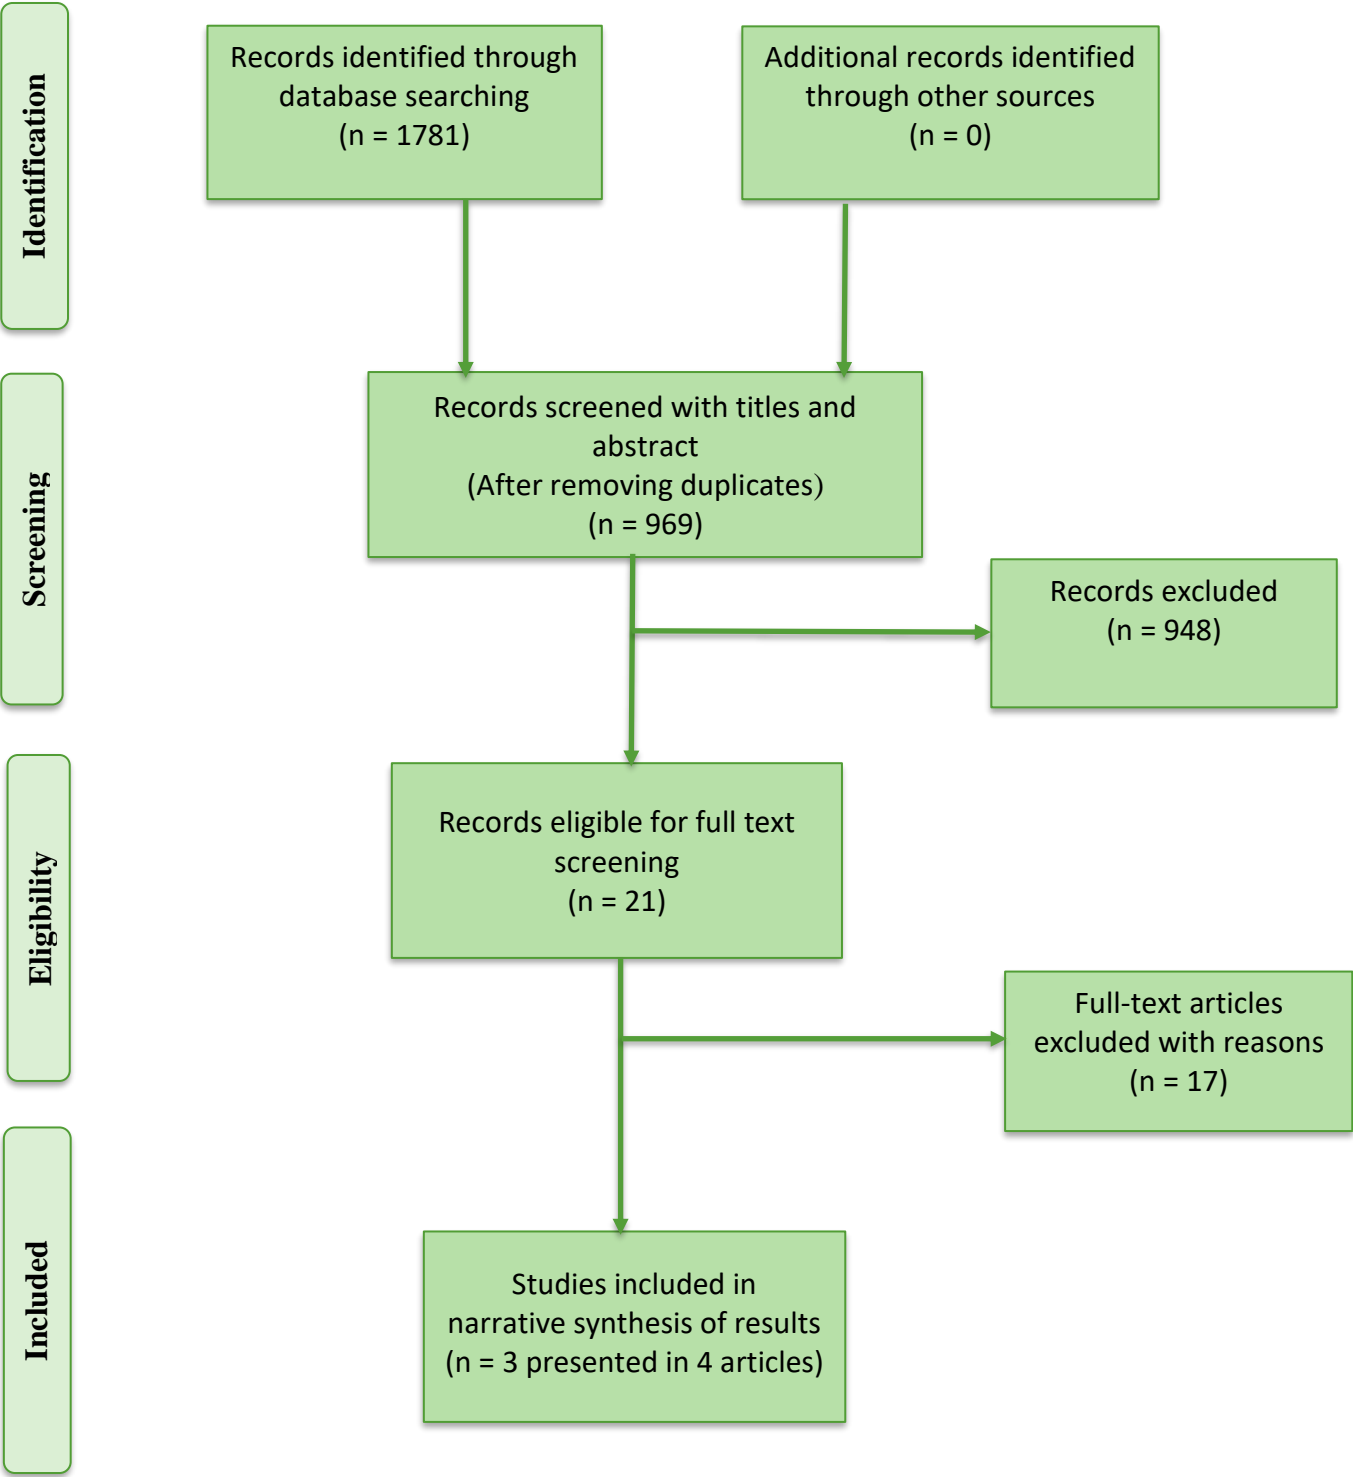 Identification
Records identified through
database searching
(n = 1781)
Additional records identified
through other sources
(n = 0)
Screening
Records screened with titles and
abstract
(After removing duplicates)
(n = 969)
Records excluded
(n = 948)
Eligibility
Records eligible for full text
screening
(n = 21)
Full-text articles
excluded with reasons
(n = 17)
Included
Studies included in
narrative synthesis of results
(n = 3 presented in 4 articles)